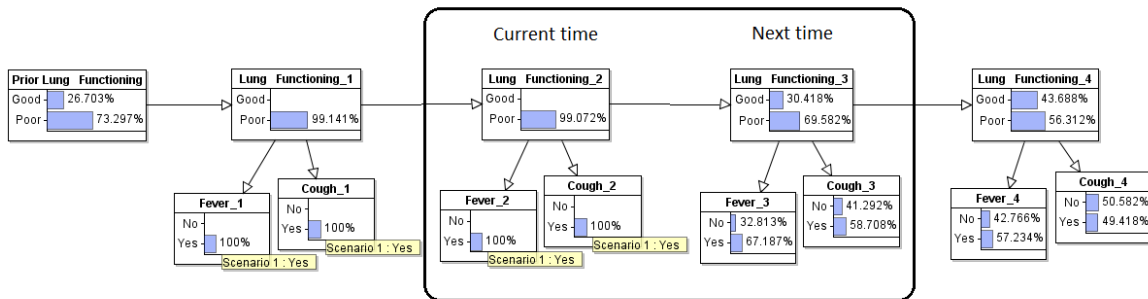 Current time
Next time
Prior Lung Functioning
Good 26.703%
Poor 73.297%
Lung Functioning_1
Good
Poor 99.141%
Fever_1
No
Yes 100%
Scenario 1 : Yes
Cough_1
No
Yes 100%
Scenario 1 : Yes
Lung Functioning_2
Good
Poor 99.072%
Fever_2
No
Yes 100%
Scenario 1 : Yes
Cough_2
No
Yes 100%
Scenario 1 : Yes
Lung Functioning_3
Good 30.418%
Poor 69.582%
Fever_3
No 32.813%
Yes 67.187%
Cough_3
No 41.292%
Yes 58.708%
Lung Functioning_4
Good 43.688%
Poor 56.312%
Fever_4
No 42.766%
Yes 57.234%
Cough_4
No 50.582%
Yes 49.418%